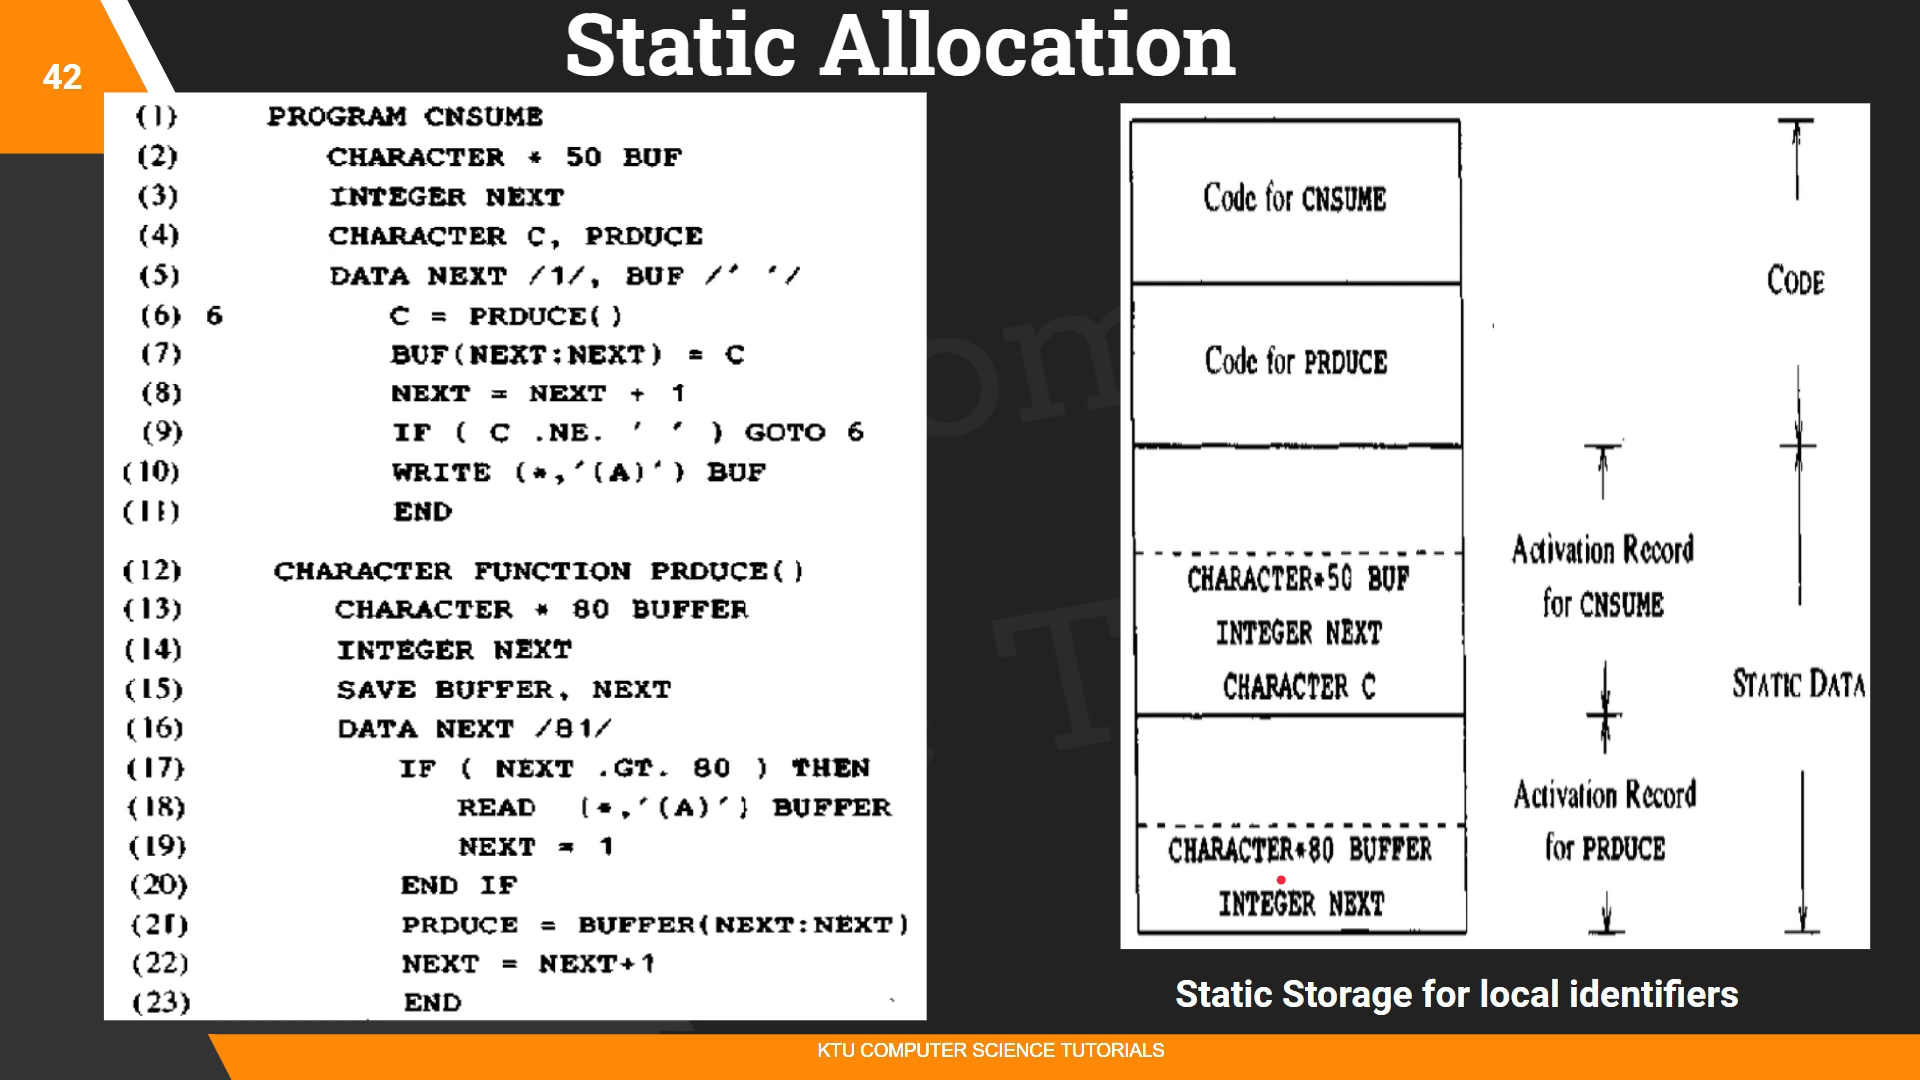 42
Static Allocation
(1) PROGRAM CNSUME
(2) CHARACTER * 50 BUF
(3) INTEGER NEXT
(4) CHARACTER C, PRDUCE
(5) DATA NEXT /1/, BUF /' '/
(6) 6 C = PRDUCE()
(7) BUF(NEXT:NEXT) = C
(8) NEXT = NEXT + 1
(9) IF ( C .NE. ' ' ) GOTO 6
(10) WRITE (*,'(A)') BUF
(11) END
(12) CHARACTER FUNCTION PRDUCE()
(13) CHARACTER * 80 BUFFER
(14) INTEGER NEXT
(15) SAVE BUFFER, NEXT
(16) DATA NEXT /81/
(17) IF ( NEXT .GT. 80 ) THEN
(18) READ (*,'(A)') BUFFER
(19) NEXT = 1
(20) END IF
(21) PRDUCE = BUFFER(NEXT:NEXT)
(22) NEXT = NEXT+1
(23) END
Code for CNSUME
Code for PRDUCE
CHARACTER*50 BUF
INTEGER NEXT
CHARACTER C
CHARACTER*80 BUFFER
INTEGER NEXT
Activation Record
for CNSUME
Activation Record
for PRDUCE
CODE
STATIC DATA
Static Storage for local identifiers
KTU COMPUTER SCIENCE TUTORIALS